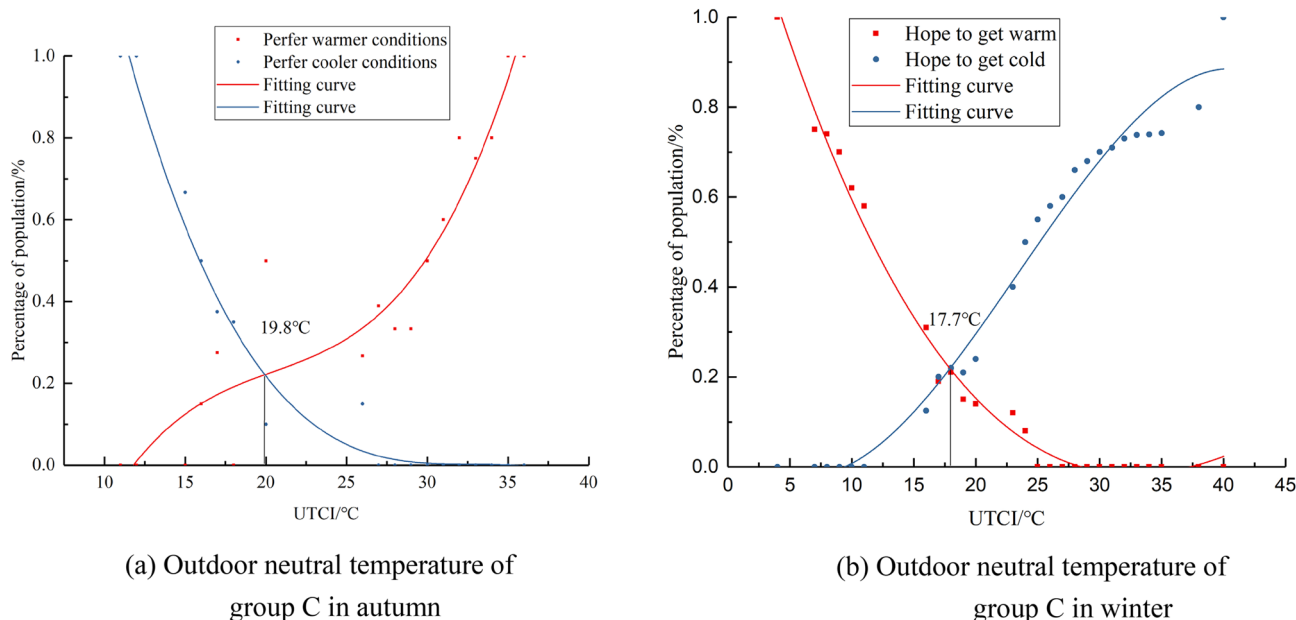 Perfer warmer conditions
Perfer cooler conditions
Fitting curve
Fitting curve
Percentage of population/%
1.0
0.8
0.6
0.4
0.2
0.0
19.8℃
10
15
20
25
30
35
40
UTCI/℃
(a) Outdoor neutral temperature of
group C in autumn
Hope to get warm
Hope to get cold
Fitting curve
Fitting curve
Percentage of population/%
1.0
0.8
0.6
0.4
0.2
0.0
17.7℃
0
5
10
15
20
25
30
35
40
45
UTCI/℃
(b) Outdoor neutral temperature of
group C in winter